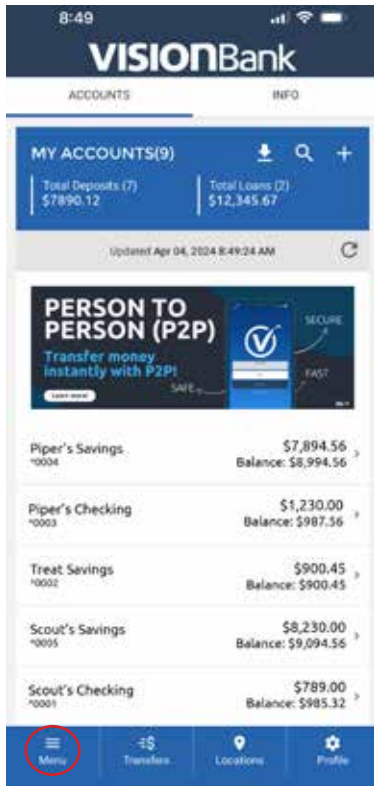 8:49
VISIONBank
ACCOUNTS INFO
MY ACCOUNTS(9)
Total Deposits (7) Total Loans (2)
$7890.12 $12,345.67
Updated Apr 04, 2024 8:49:24 AM
PERSON TO
PERSON (P2P)
Transfer money
instantly with P2P!
Learn more!
SECURE
FAST
SAFE
Piper's Savings $7,894.56
*0004 Balance: $8,994.56
Piper's Checking $1,230.00
*0003 Balance: $987.56
Treat Savings $900.45
*0002 Balance: $900.45
Scout's Savings $8,230.00
*0005 Balance: $9,094.56
Scout's Checking $789.00
*0001 Balance: $985.32
Menu Transfers Locations Profile